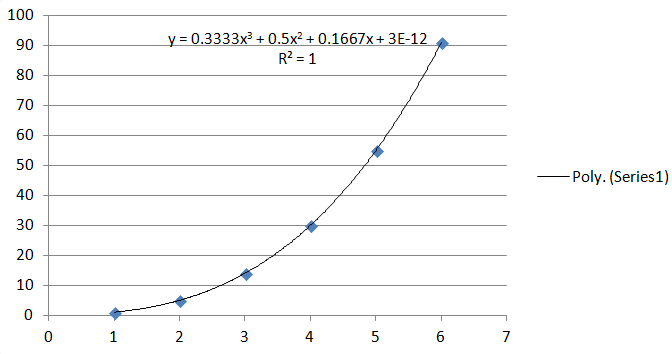 100
90
80
70
60
50
40
30
20
10
0
y = 0.3333x³ + 0.5x² + 0.1667x + 3E-12
R² = 1
Poly. (Series1)
0 1 2 3 4 5 6 7